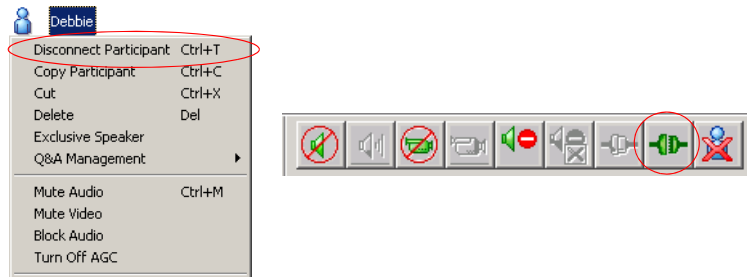 Debbie
Disconnect Participant Ctrl+T
Copy Participant Ctrl+C
Cut Ctrl+X
Delete Del
Exclusive Speaker
Q&A Management
Mute Audio Ctrl+M
Mute Video
Block Audio
Turn Off AGC